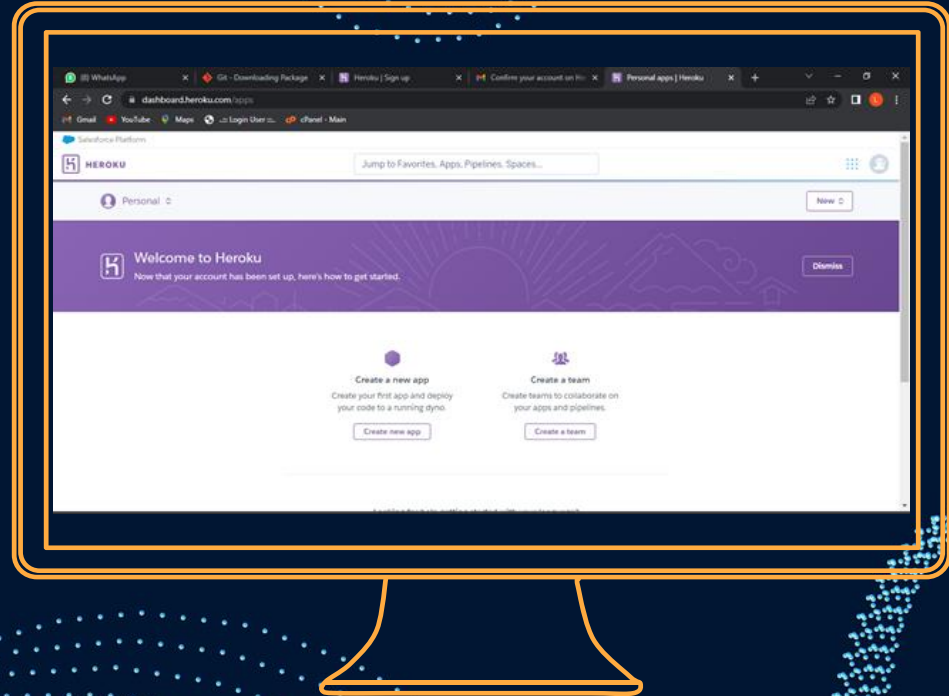 WhatsApp
Git - Downloading Package
Heroku | Sign up
Confirm your account on
Personal apps | Heroku
dashboard.heroku.com/apps
Gmail
YouTube
Maps
Login User
cPanel - Main
Salesforce Platform
HEROKU
Jump to Favorites, Apps, Pipelines, Spaces...
Personal
New
Welcome to Heroku
Now that your account has been set up, here's how to get started.
Dismiss
Create a new app
Create your first app and deploy
your code to a running dyno.
Create new app
Create a team
Create teams to collaborate on
your apps and pipelines.
Create a team